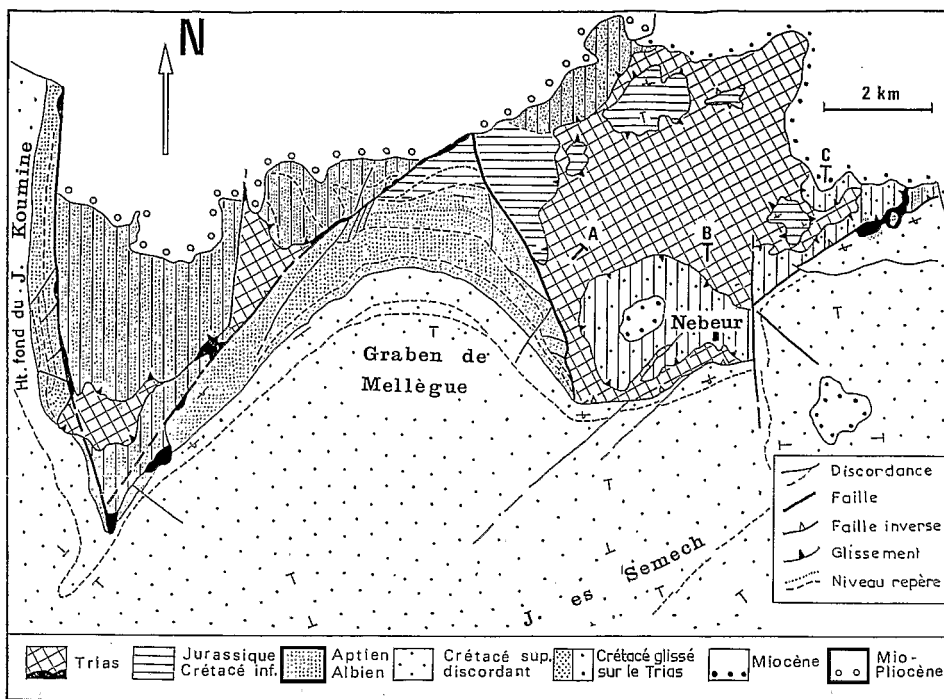 N
2 km
Ht. fond du J. Koumine
C
A
B
Nebeur
Graben de
Mellègue
J. es Semech
Discordance
Faille
Faille inverse
Glissement
Niveau repère
Trias
Jurassique
Crétacé inf.
Aptien
Albien
Crétacé sup.
discordant
Crétacé glissé
sur le Trias
Miocène
Mio-
Pliocène